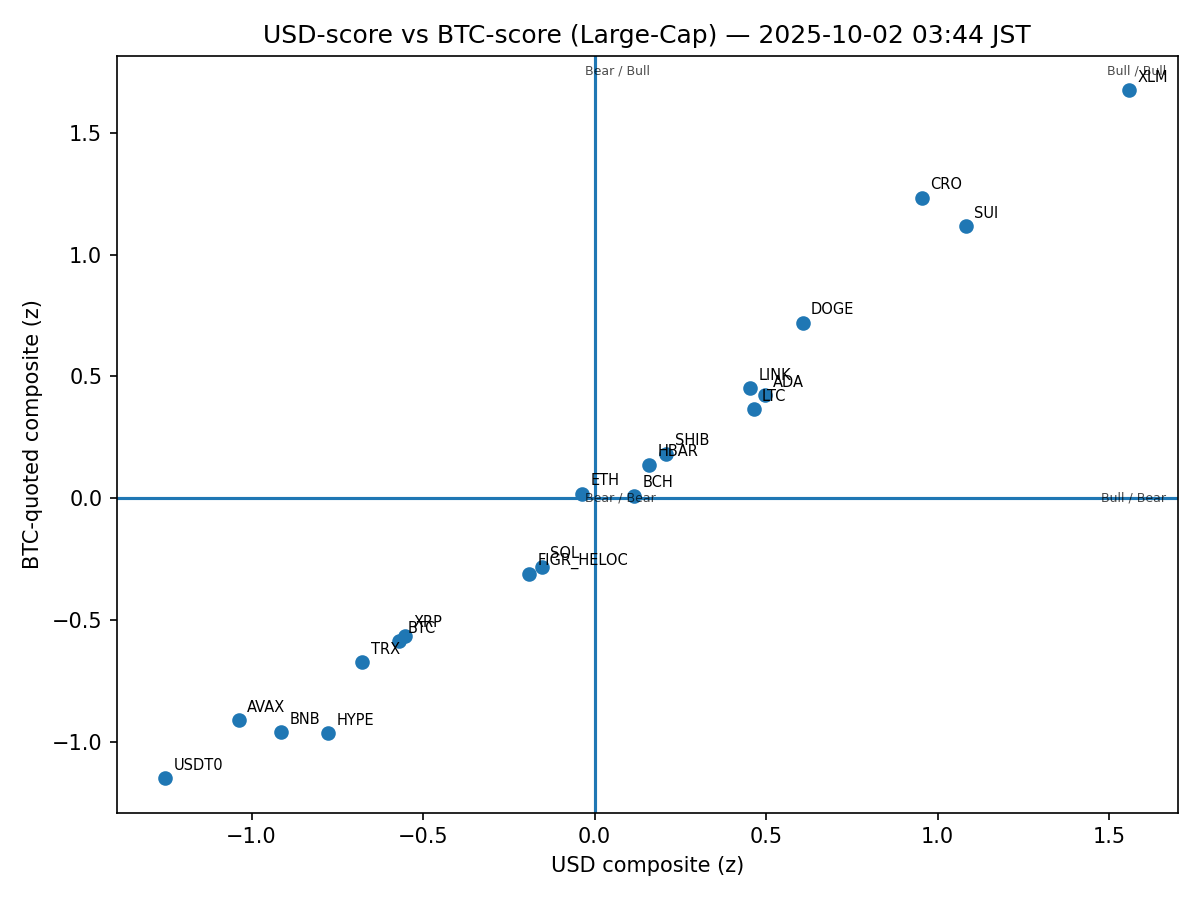 USD-score vs BTC-score (Large-Cap) — 2025-10-02 03:44 JST
Bear / Bull
Bull / Bull
XLM
1.5
CRO
SUI
1.0
DOGE
LINK
ADA
LTC
0.5
SHIB
HBAR
ETH
BCH
0.0
Bear / Bear
Bull / Bear
SOL
FIGR_HELOC
−0.5
XRP
BTC
TRX
AVAX
BNB
HYPE
−1.0
USDT0
BTC-quoted composite (z)
−1.0
−0.5
0.0
0.5
1.0
1.5
USD composite (z)